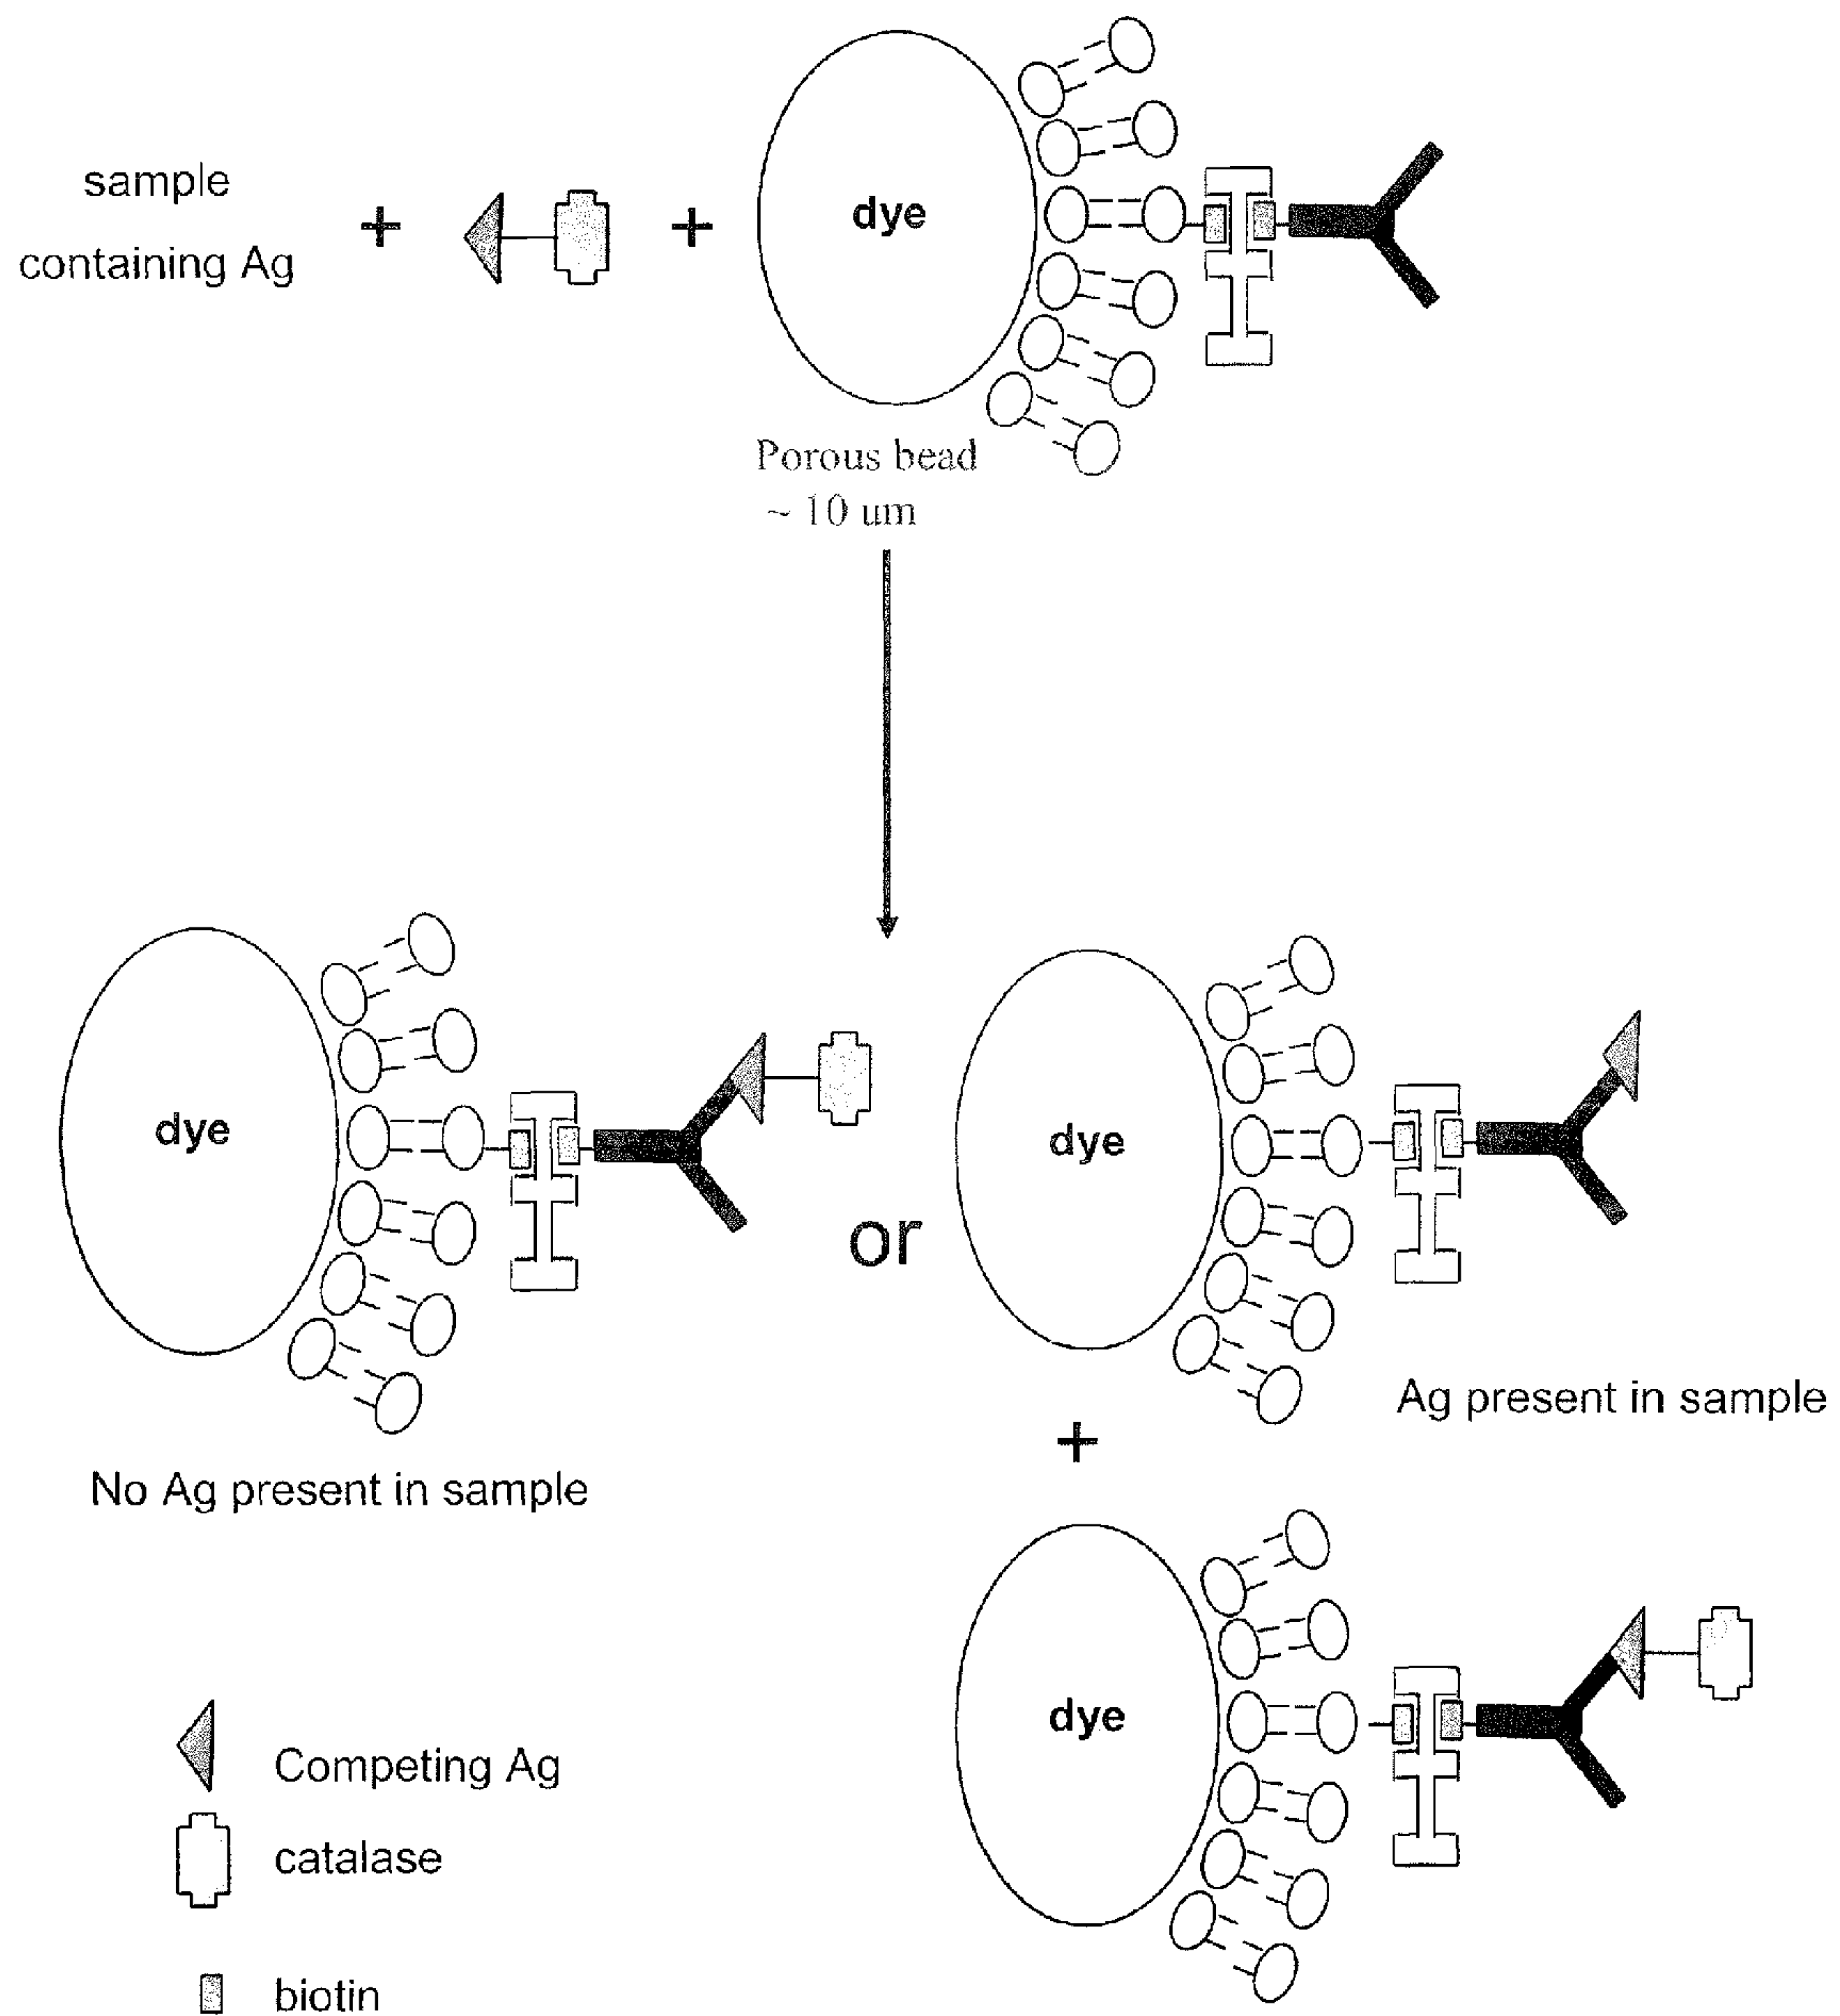 sample
containing Ag
+
+
dye
Porous bead
~ 10 um
dye
or
dye
Ag present in sample
+
No Ag present in sample
dye
Competing Ag
catalase
biotin